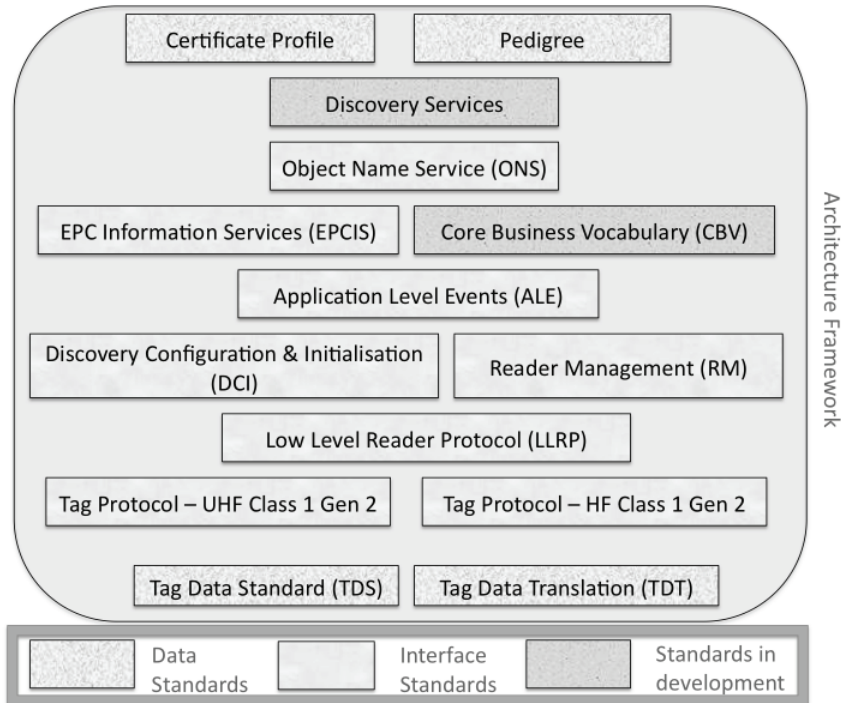 Certificate Profile
Pedigree
Discovery Services
Object Name Service (ONS)
EPC Information Services (EPCIS)
Core Business Vocabulary (CBV)
Application Level Events (ALE)
Discovery Configuration & Initialisation
(DCI)
Reader Management (RM)
Low Level Reader Protocol (LLRP)
Tag Protocol – UHF Class 1 Gen 2
Tag Protocol – HF Class 1 Gen 2
Tag Data Standard (TDS)
Tag Data Translation (TDT)
Architecture Framework
Data
Standards
Interface
Standards
Standards in
development